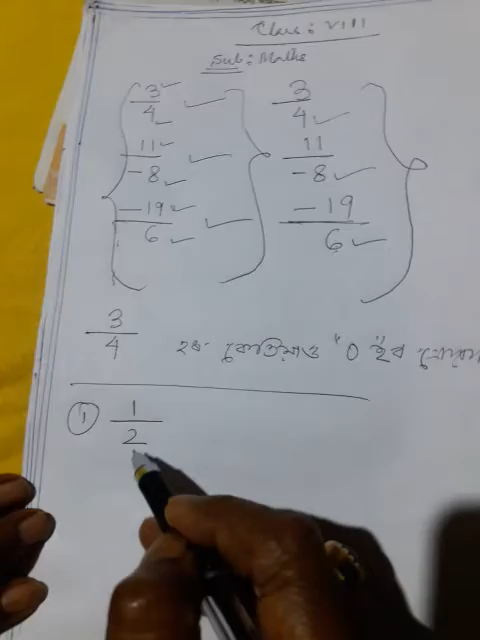 Class : VIII
Sub : Maths
3/4 3/4
11/-8 11/-8
-19/6 -19/6
3/4 হৰ কেতিয়াও "0" হ'ব
① 1/2